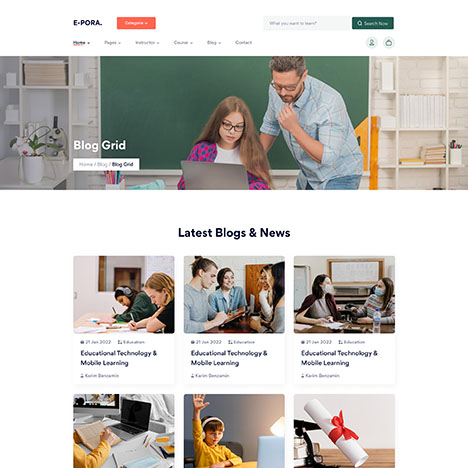 E-PORA.
Categorie
What you want to learn?
Search Now
Home
Pages
Instructor
Course
Blog
Contact
Blog Grid
Home / Blog / Blog Grid
Latest Blogs & News
21 Jan 2022 Education
Educational Technology &
Mobile Learning
Karim Benzamin
21 Jan 2022 Education
Educational Technology &
Mobile Learning
Karim Benzamin
21 Jan 2022 Education
Educational Technology &
Mobile Learning
Karim Benzamin